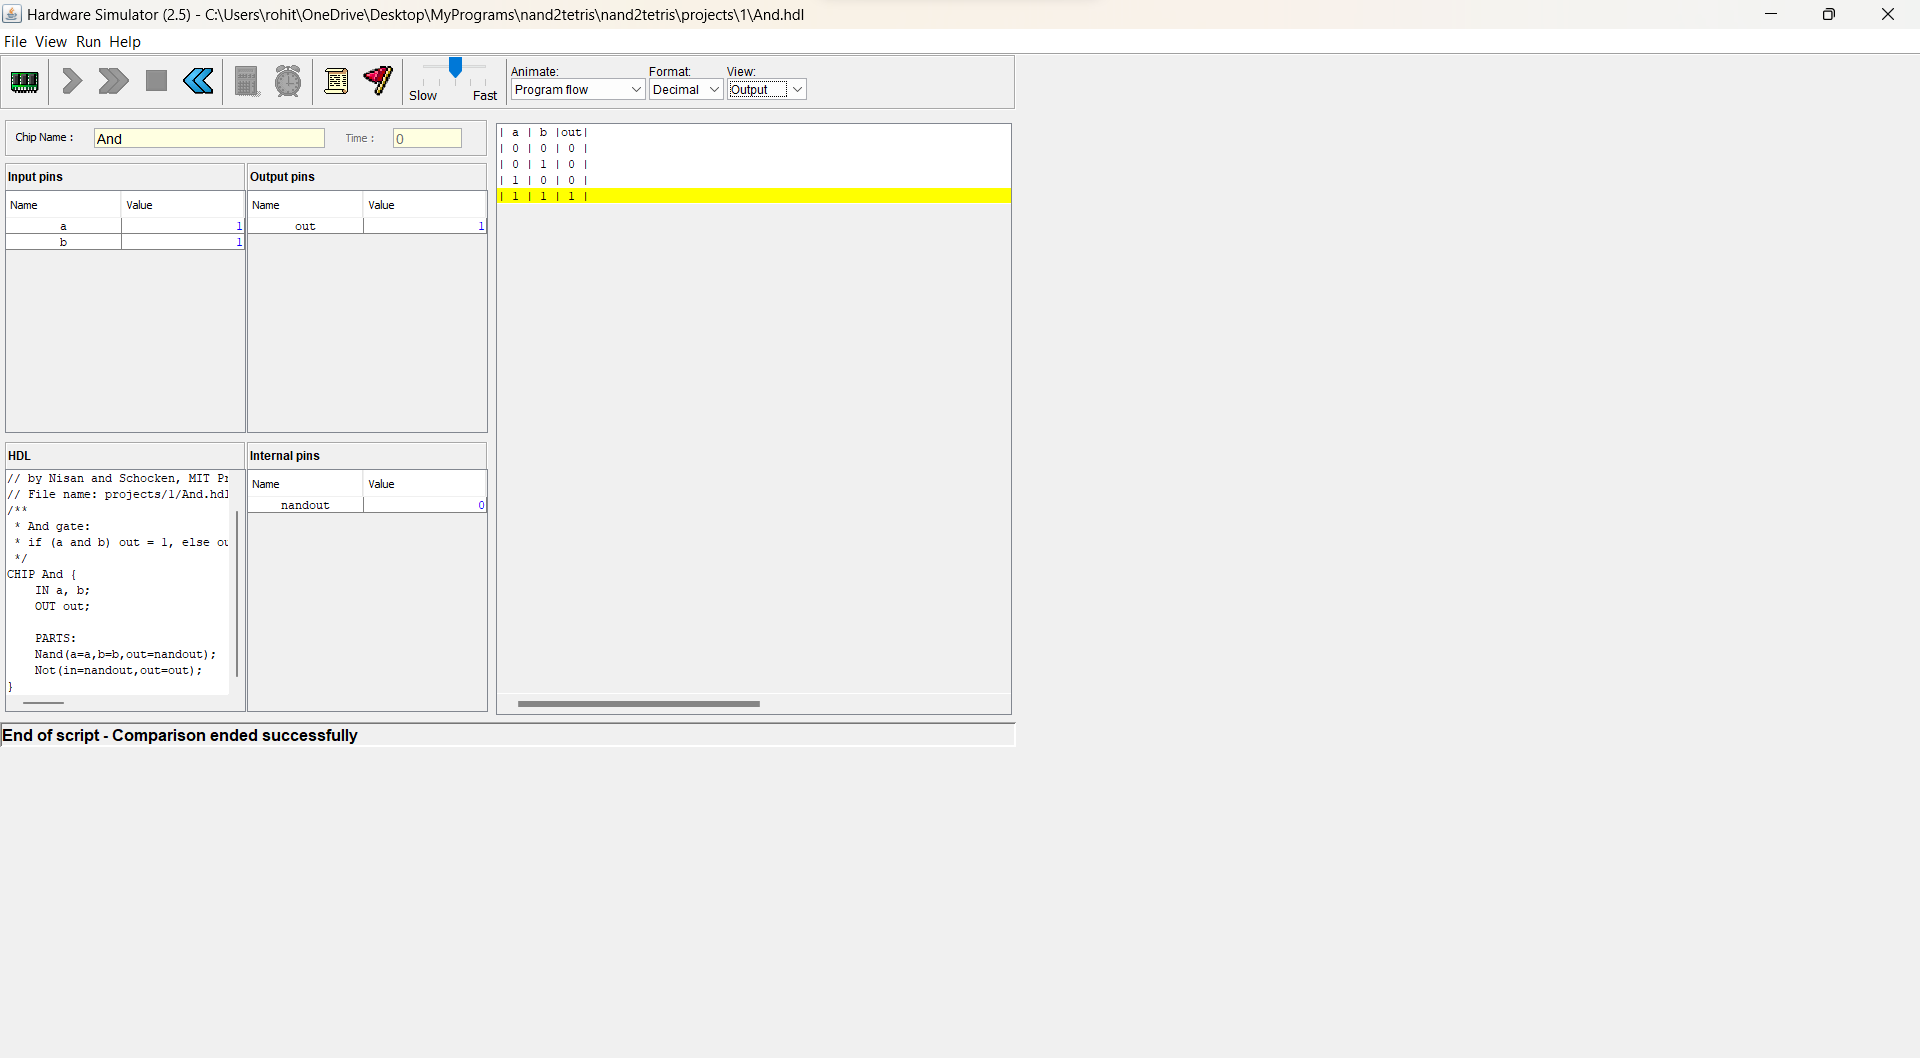 Hardware Simulator (2.5) - C:\Users\rohit\OneDrive\Desktop\MyPrograms\nand2tetris\nand2tetris\projects\1\And.hdl
File View Run Help
Slow Fast
Animate: Format: View:
Program flow Decimal Output
Chip Name : And Time : 0
Input pins
Name Value
a 1
b 1
Output pins
Name Value
out 1
| a | b |out|
| 0 | 0 | 0 |
| 0 | 1 | 0 |
| 1 | 0 | 0 |
| 1 | 1 | 1 |
HDL
// by Nisan and Schocken, MIT Pr
// File name: projects/1/And.hdl
/**
* And gate:
* if (a and b) out = 1, else ou
*/
CHIP And {
IN a, b;
OUT out;
PARTS:
Nand(a=a,b=b,out=nandout);
Not(in=nandout,out=out);
}
Internal pins
Name Value
nandout 0
End of script - Comparison ended successfully